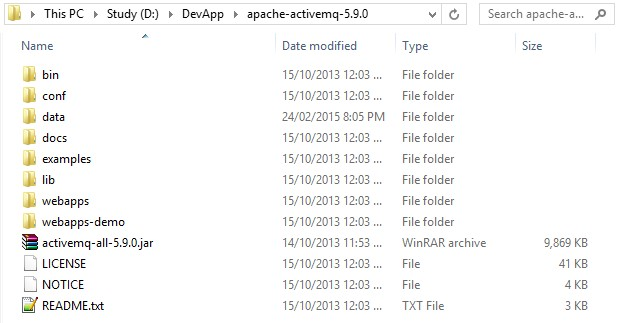 This PC Study (D:) DevApp apache-activemq-5.9.0 Search apache-a...
Name Date modified Type Size
bin 15/10/2013 12:03 ... File folder
conf 15/10/2013 12:03 ... File folder
data 24/02/2015 8:05 PM File folder
docs 15/10/2013 12:03 ... File folder
examples 15/10/2013 12:03 ... File folder
lib 15/10/2013 12:03 ... File folder
webapps 15/10/2013 12:03 ... File folder
webapps-demo 15/10/2013 12:03 ... File folder
activemq-all-5.9.0.jar 14/10/2013 11:53 ... WinRAR archive 9,869 KB
LICENSE 15/10/2013 12:03 ... File 41 KB
NOTICE 15/10/2013 12:03 ... File 4 KB
README.txt 15/10/2013 12:03 ... TXT File 3 KB